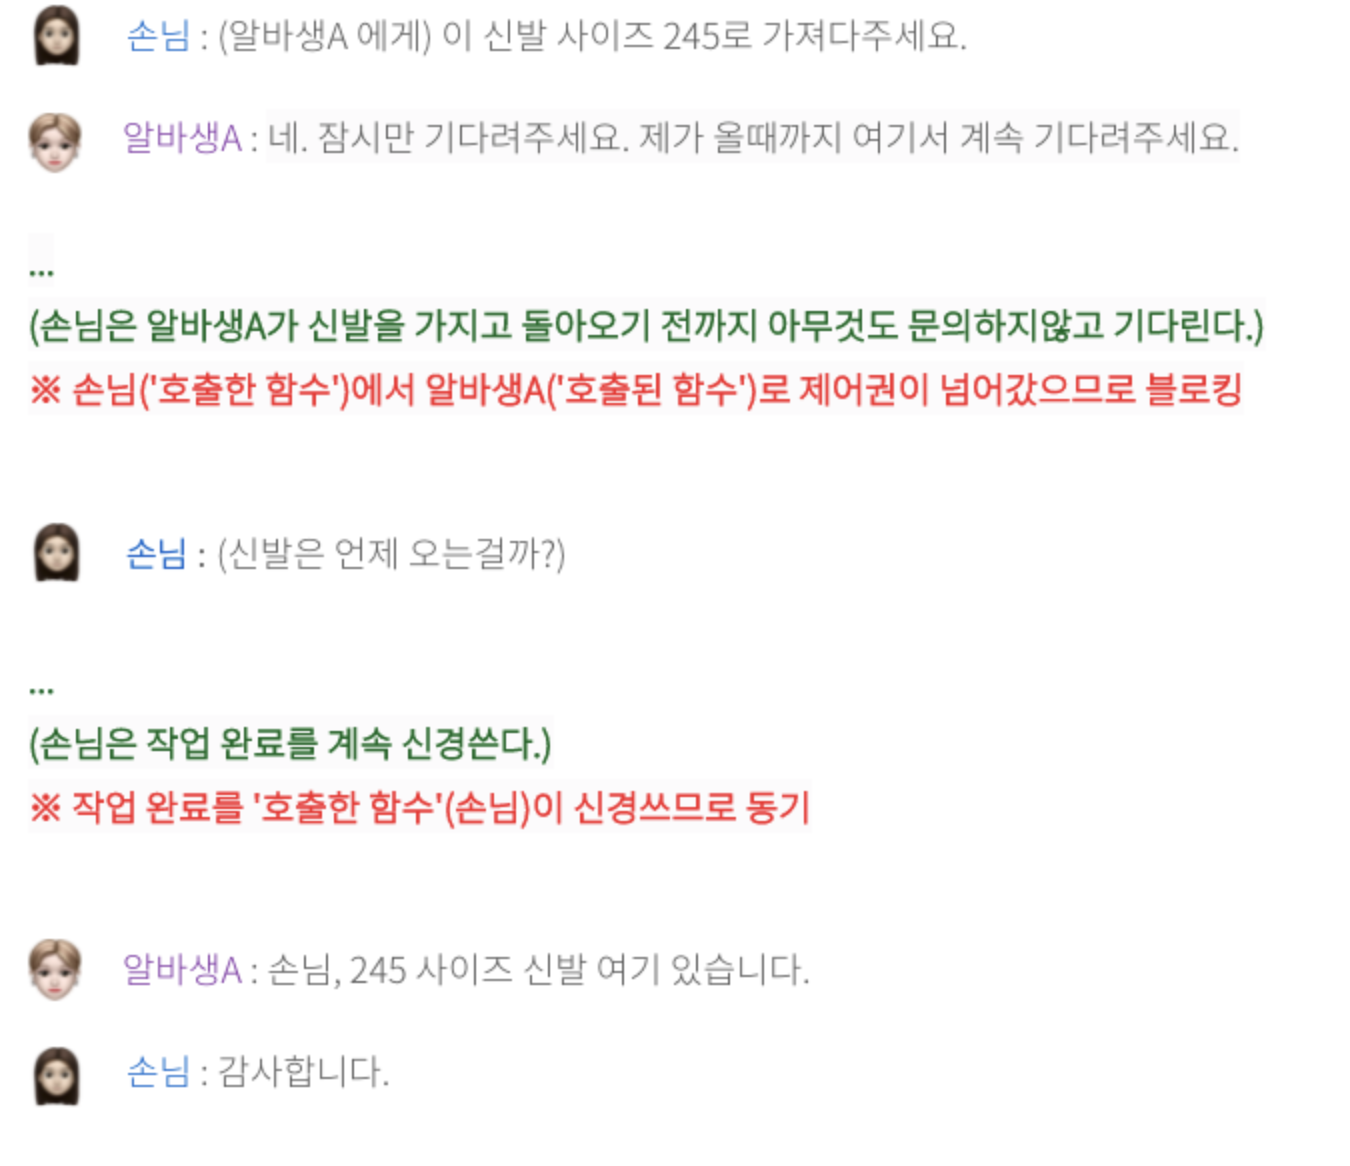 손님 : (알바생A 에게) 이 신발 사이즈 245로 가져다주세요.
알바생A : 네. 잠시만 기다려주세요. 제가 올때까지 여기서 계속 기다려주세요.
...
(손님은 알바생A가 신발을 가지고 돌아오기 전까지 아무것도 문의하지않고 기다린다.)
※ 손님('호출한 함수')에서 알바생A('호출된 함수')로 제어권이 넘어갔으므로 블로킹
손님 : (신발은 언제 오는걸까?)
...
(손님은 작업 완료를 계속 신경쓴다.)
※ 작업 완료를 '호출한 함수'(손님)이 신경쓰므로 동기
알바생A : 손님, 245 사이즈 신발 여기 있습니다.
손님 : 감사합니다.